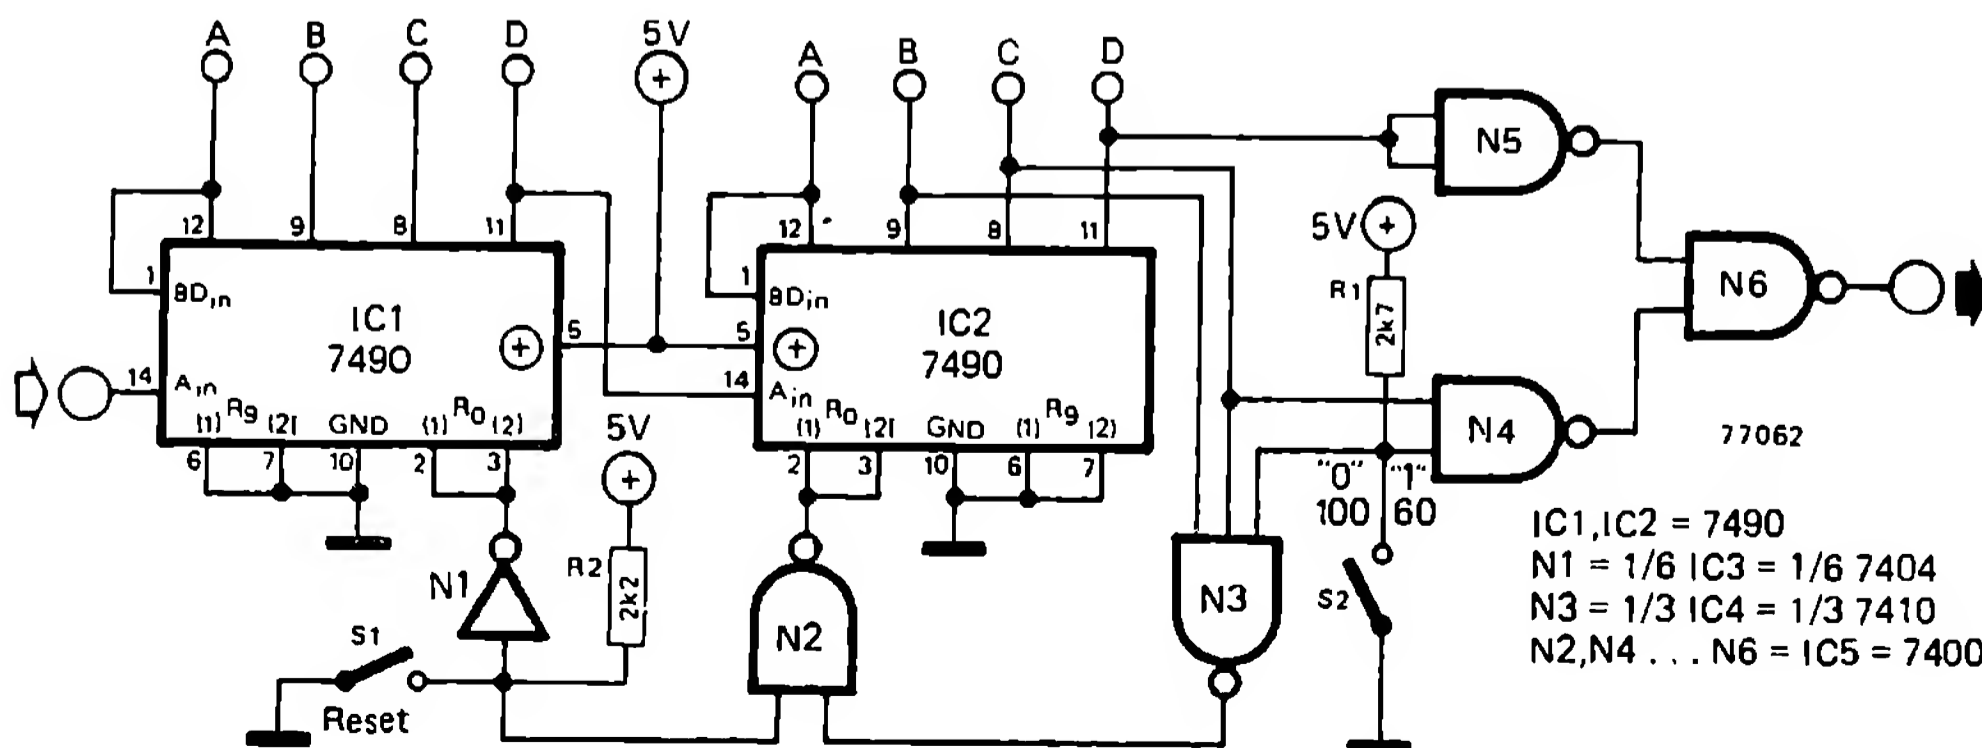 A B C D 5V A B C D
N5
12 9 8 11
12 9 8 11
5V
1 BDin
1 BDin
R1
2k7
N6
IC1
7490
5
5
IC2
7490
14 Ain
14 Ain
R9 (1) (2)
GND
R0 (1) (2)
R0 (1) (2)
GND
R9 (1) (2)
N4
77062
6 7 10 2 3
5V
2 3 10 6 7
"0" "1"
100 60
IC1,IC2 = 7490
N1 = 1/6 IC3 = 1/6 7404
N3 = 1/3 IC4 = 1/3 7410
N2,N4 ... N6 = IC5 = 7400
N1
R2
2k2
N2
N3
S2
S1
Reset